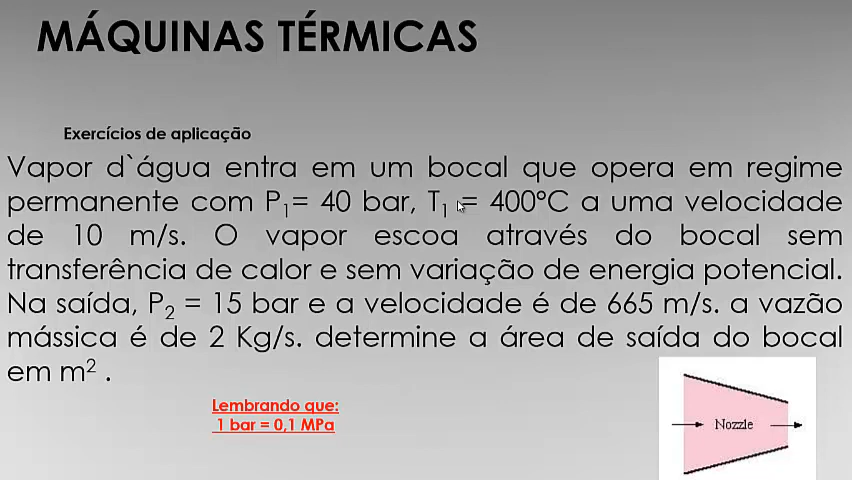 MÁQUINAS TÉRMICAS
Exercícios de aplicação
Vapor d`água entra em um bocal que opera em regime
permanente com P₁= 40 bar, T₁ = 400°C a uma velocidade
de 10 m/s. O vapor escoa através do bocal sem
transferência de calor e sem variação de energia potencial.
Na saída, P₂ = 15 bar e a velocidade é de 665 m/s. a vazão
mássica é de 2 Kg/s. determine a área de saída do bocal
em m² .
Lembrando que:
1 bar = 0,1 MPa
Nozzle